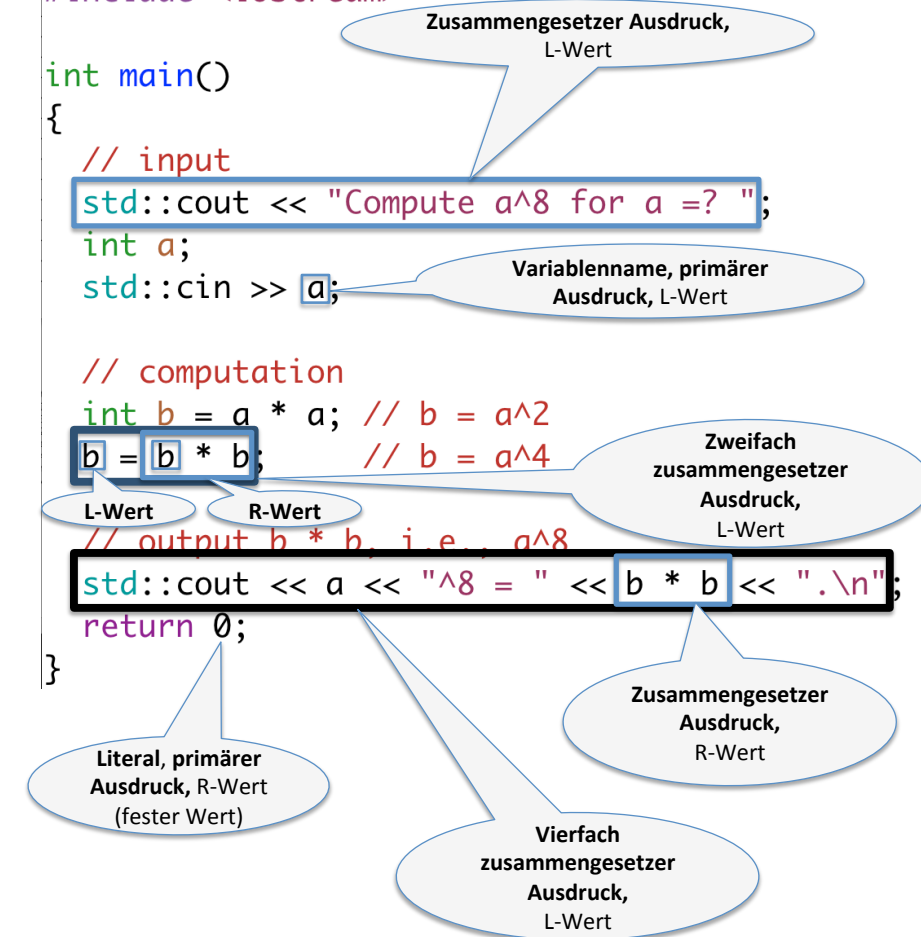 Zusammengesetzer Ausdruck,
L-Wert
int main()
{
// input
std::cout << "Compute a^8 for a =? ";
int a;
std::cin >> a;
Variablenname, primärer
Ausdruck, L-Wert
// computation
int b = a * a; // b = a^2
b = b * b; // b = a^4
Zweifach
zusammengesetzer
Ausdruck,
L-Wert
L-Wert
R-Wert
// output b * b, i.e., a^8
std::cout << a << "^8 = " << b * b << ".\n";
return 0;
}
Zusammengesetzer
Ausdruck,
R-Wert
Literal, primärer
Ausdruck, R-Wert
(fester Wert)
Vierfach
zusammengesetzer
Ausdruck,
L-Wert